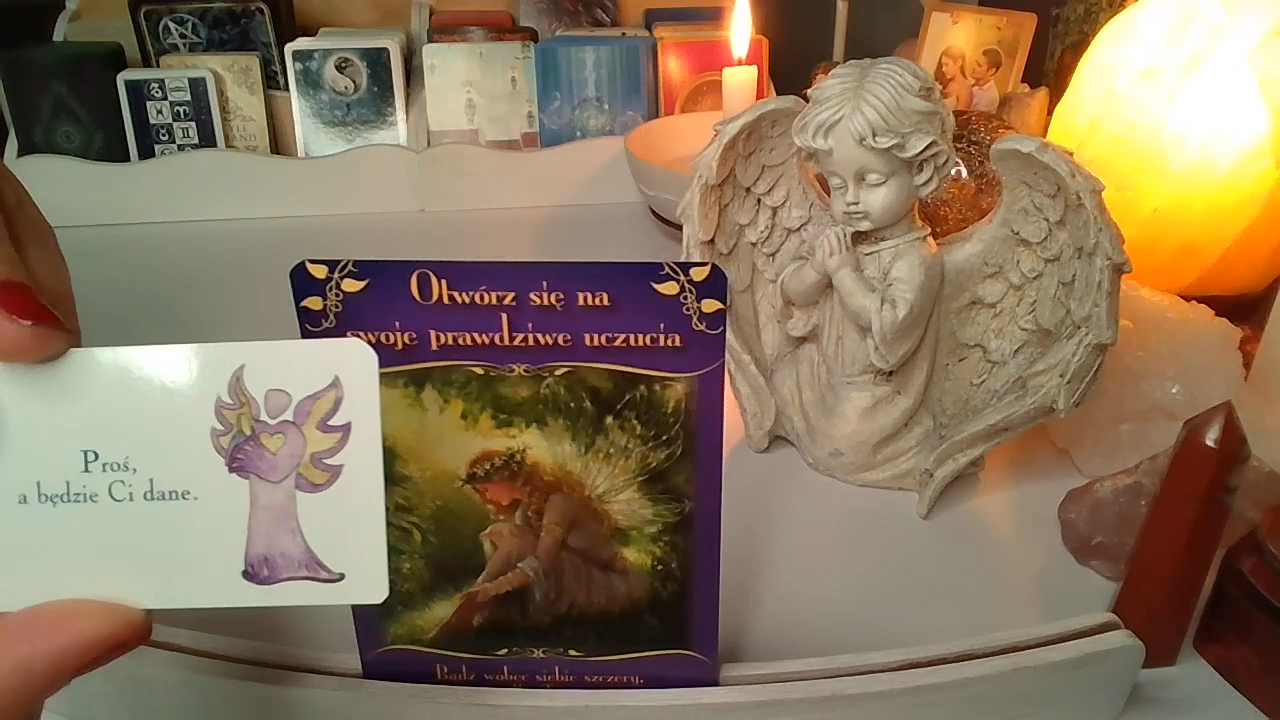 Otwórz się na
swoje prawdziwe uczucia
Proś,
a będzie Ci dane.
Bądź wobec siebie szczery,